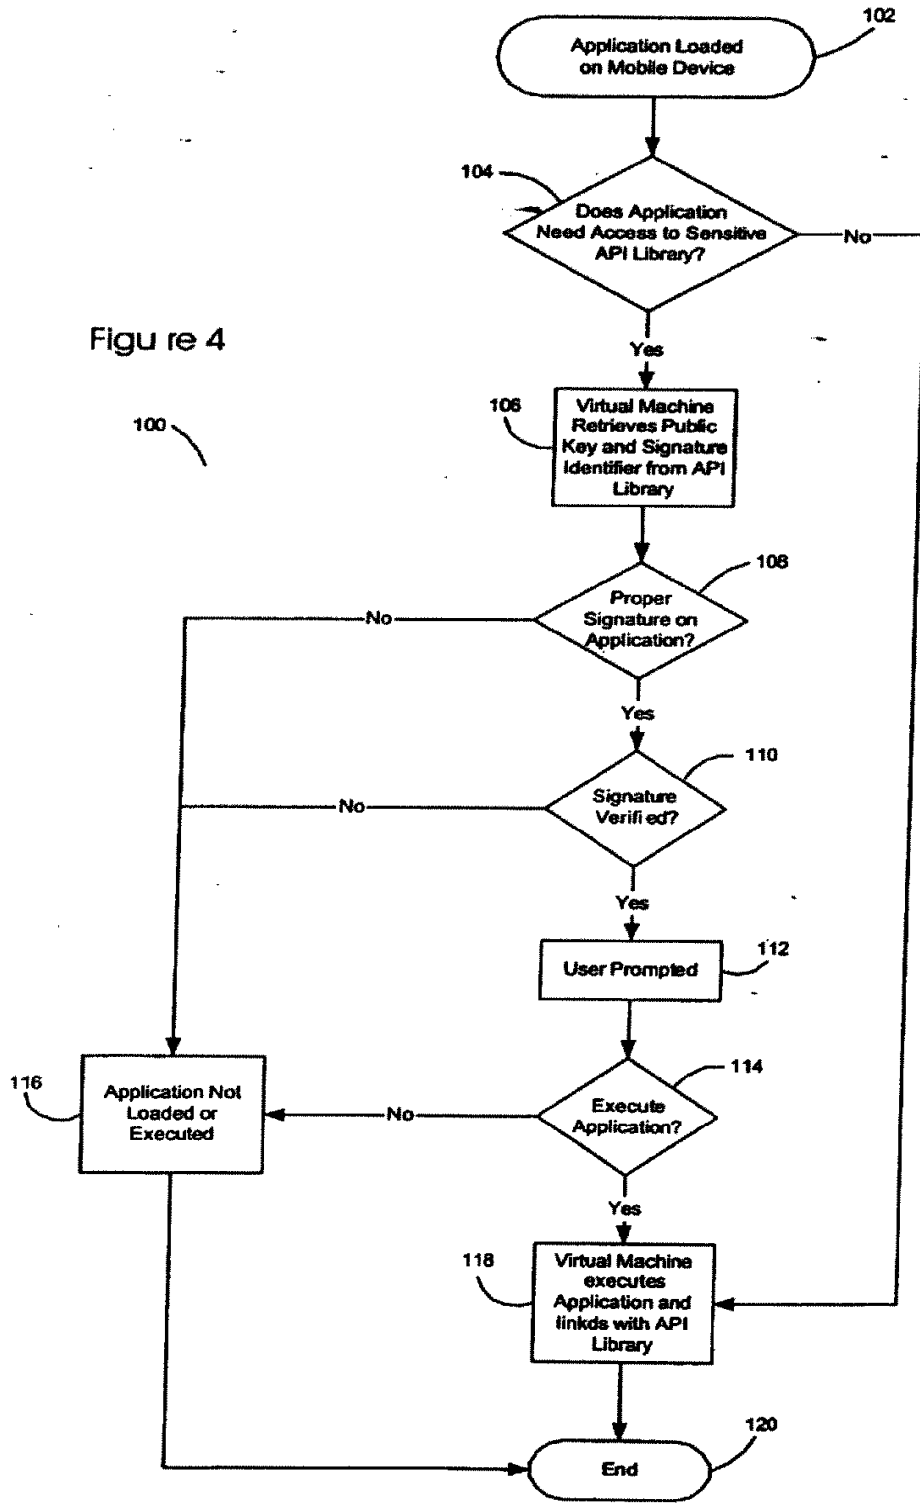 102
Application Loaded
on Mobile Device
104
Does Application
Need Access to Sensitive
API Library?
No
Figu re 4
Yes
100
106
Virtual Machine
Retrieves Public
Key and Signature
Identifier from API
Library
108
Proper
Signature on
Application?
No
Yes
110
Signature
Verified?
No
Yes
112
User Prompted
114
116
Application Not
Loaded or
Executed
No
Execute
Application?
Yes
118
Virtual Machine
executes
Application and
linkds with API
Library
120
End